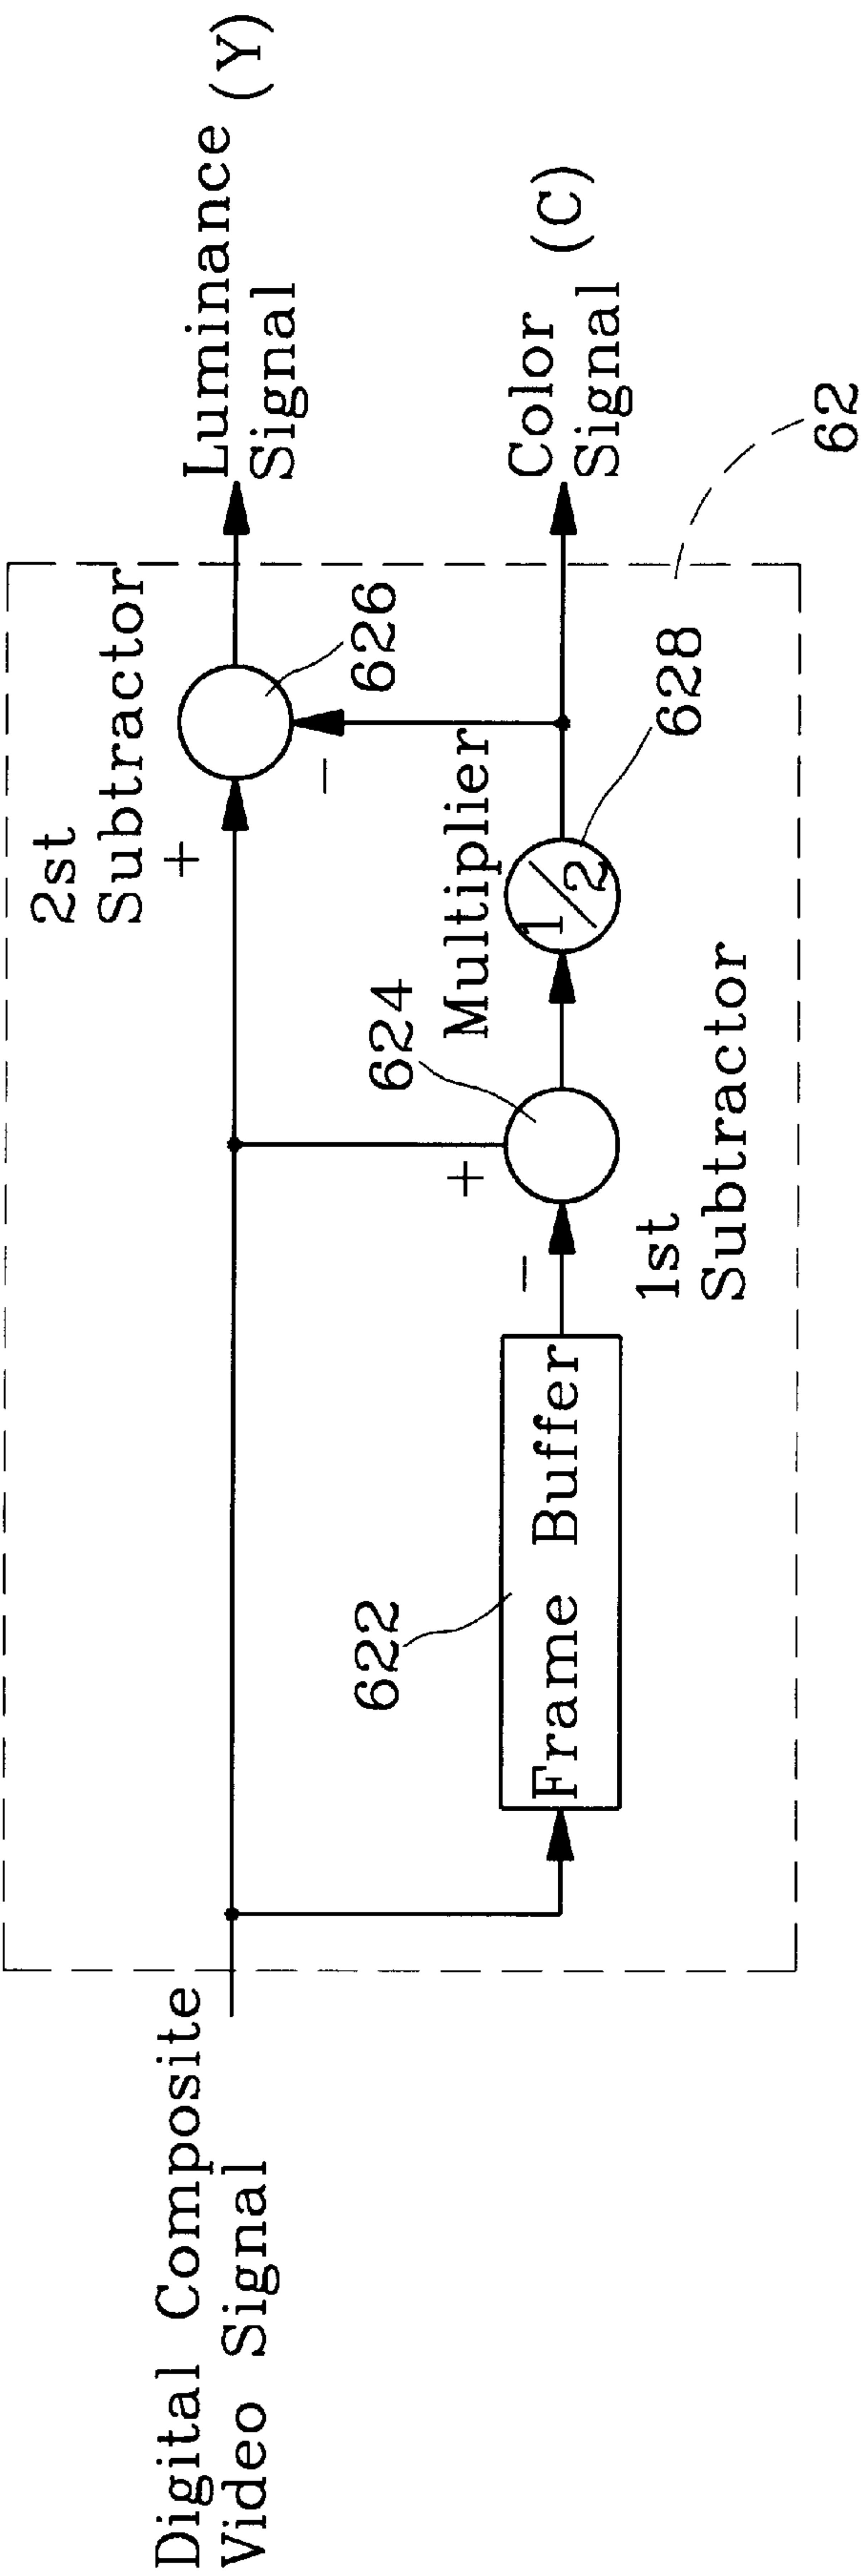 Digital Composite
Video Signal
622
Frame Buffer
−
+
1st
Subtractor
624
Multiplier
1/2
628
2st
Subtractor
+
−
626
Luminance (Y)
Signal
Color (C)
Signal
62